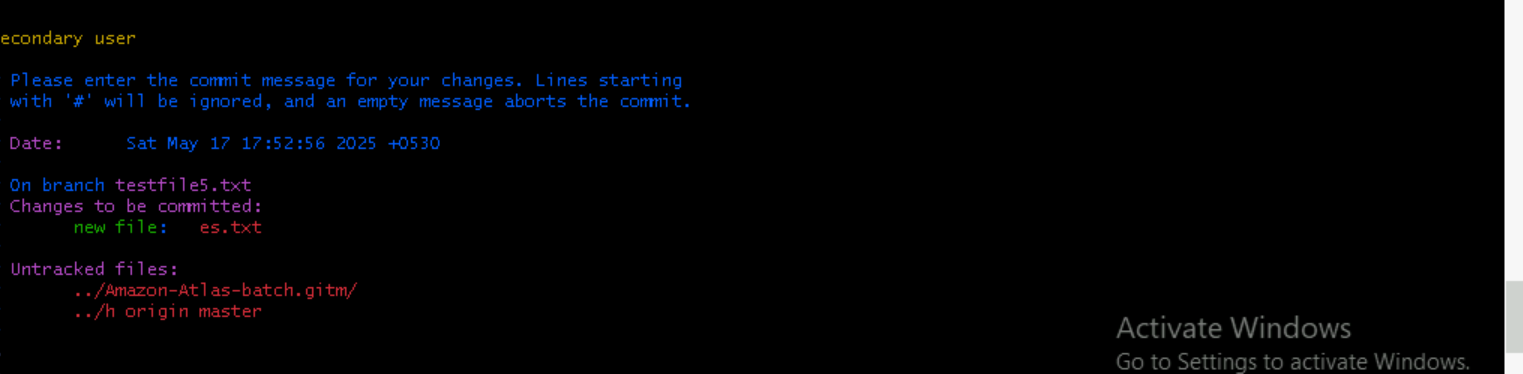 econdary user
Please enter the commit message for your changes. Lines starting
with '#' will be ignored, and an empty message aborts the commit.
Date:      Sat May 17 17:52:56 2025 +0530
On branch testfile5.txt
Changes to be committed:
new file:   es.txt
Untracked files:
../Amazon-Atlas-batch.gitm/
../h origin master
Activate Windows
Go to Settings to activate Windows.